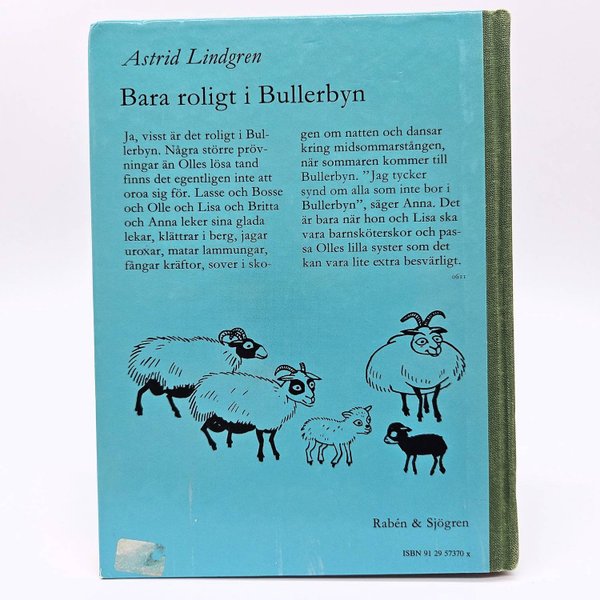 Astrid Lindgren
Bara roligt i Bullerbyn
Ja, visst är det roligt i Bul-
lerbyn. Några större pröv-
ningar än Olles lösa tand
finns det egentligen inte att
oroa sig för. Lasse och Bosse
och Olle och Lisa och Britta
och Anna leker sina glada
lekar, klättrar i berg, jagar
uroxar, matar lammungar,
fångar kräftor, sover i sko-
gen om natten och dansar
kring midsommarstången,
när sommaren kommer till
Bullerbyn. ”Jag tycker
synd om alla som inte bor i
Bullerbyn”, säger Anna. Det
är bara när hon och Lisa ska
vara barnsköterskor och pas-
sa Olles lilla syster som det
kan vara lite extra besvärligt.
0611
Rabén & Sjögren
ISBN 91 29 57370 x